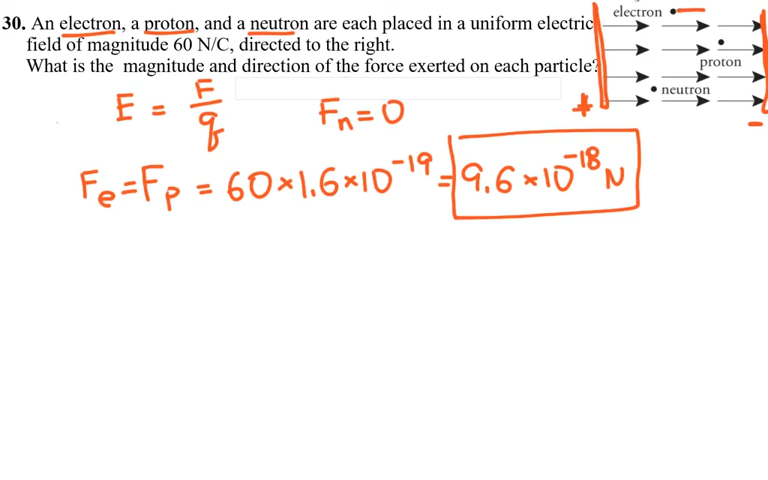 30. An electron, a proton, and a neutron are each placed in a uniform electric
field of magnitude 60 N/C, directed to the right.
What is the magnitude and direction of the force exerted on each particle?
electron
proton
neutron
+
−
E = F/q
Fn = 0
Fe = Fp = 60 × 1.6 × 10^-19 = 9.6 × 10^-18 N